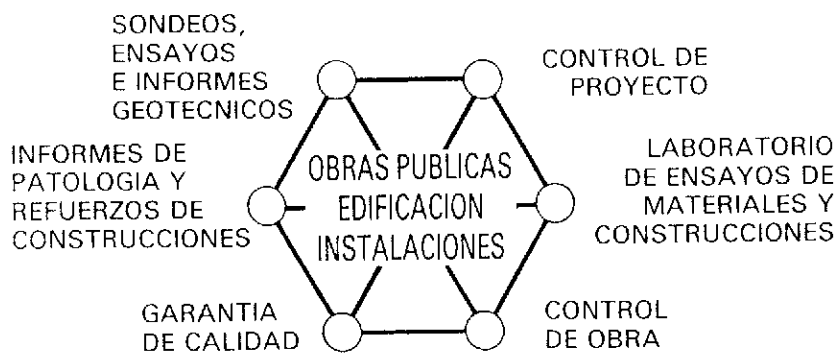 SONDEOS,
ENSAYOS
E INFORMES
GEOTECNICOS
CONTROL DE
PROYECTO
INFORMES DE
PATOLOGIA Y
REFUERZOS DE
CONSTRUCCIONES
OBRAS PUBLICAS
EDIFICACION
INSTALACIONES
LABORATORIO
DE ENSAYOS DE
MATERIALES Y
CONSTRUCCIONES
GARANTIA
DE CALIDAD
CONTROL
DE OBRA